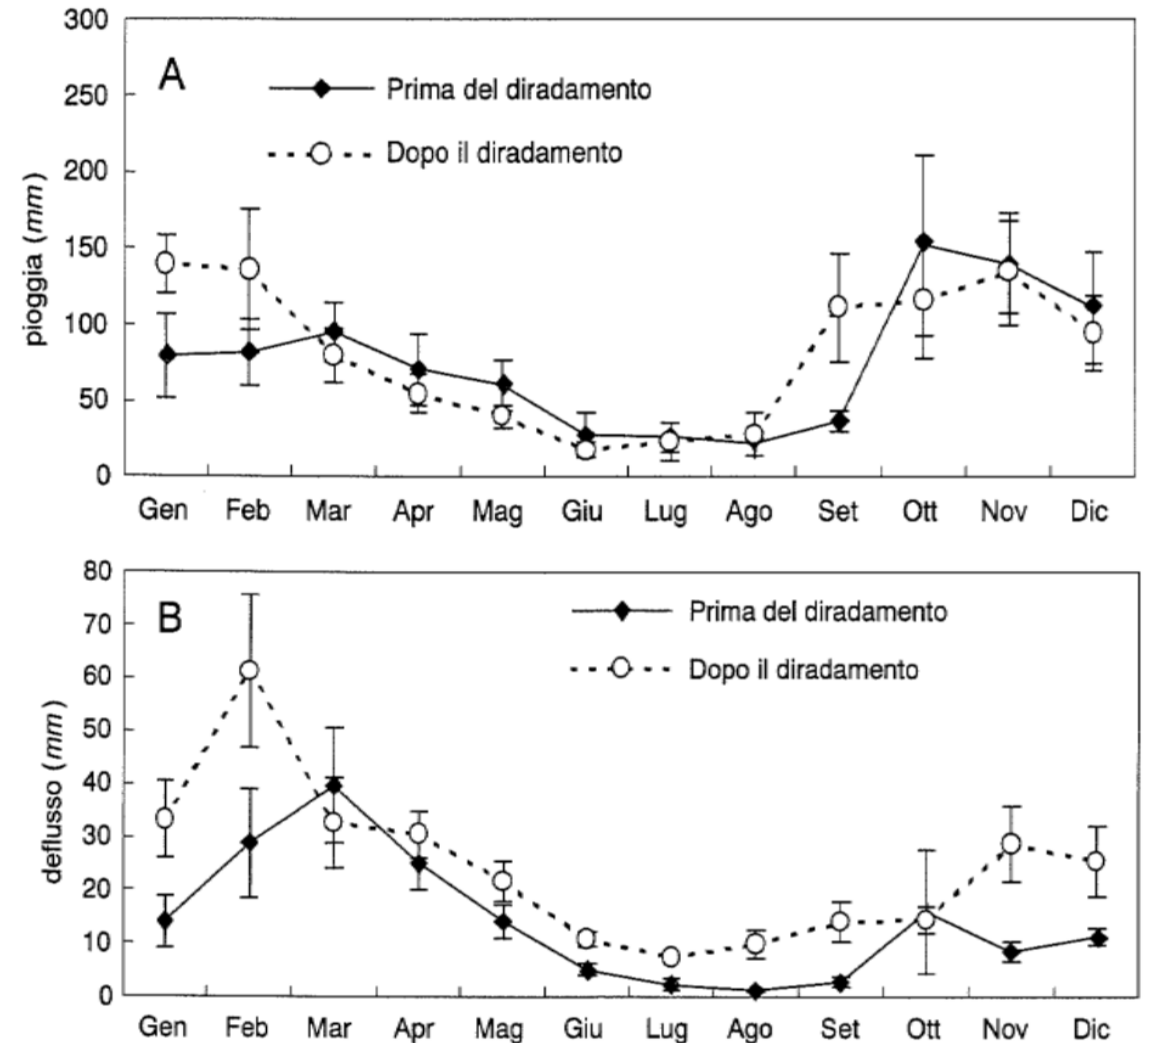 300
A
Prima del diradamento
250
Dopo il diradamento
200
150
100
50
0
pioggia (mm)
Gen Feb Mar Apr Mag Giu Lug Ago Set Ott Nov Dic
80
B
Prima del diradamento
70
Dopo il diradamento
60
50
40
30
20
10
0
deflusso (mm)
Gen Feb Mar Apr Mag Giu Lug Ago Set Ott Nov Dic